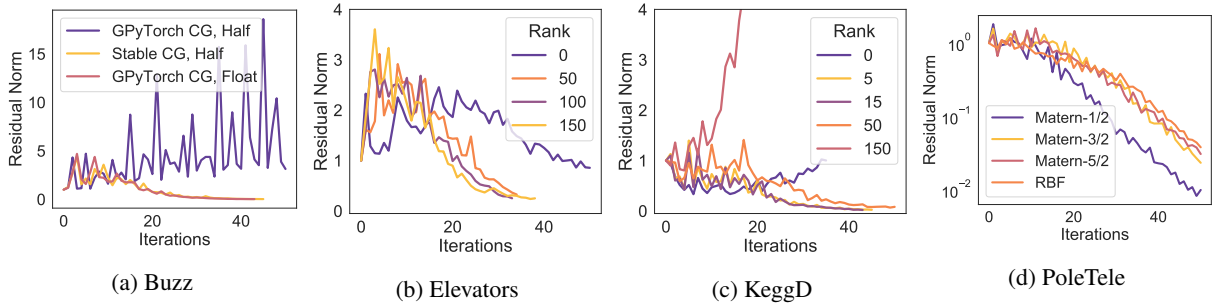 Residual Norm
15
10
5
0
0
20
40
Iterations
GPyTorch CG, Half
Stable CG, Half
GPyTorch CG, Float
(a) Buzz
Residual Norm
4
3
2
1
0
0
20
40
Iterations
Rank
0
50
100
150
(b) Elevators
Residual Norm
4
3
2
1
0
0
20
40
Iterations
Rank
0
5
15
50
150
(c) KeggD
Residual Norm
10⁰
10⁻¹
10⁻²
0
20
40
Iterations
Matern-1/2
Matern-3/2
Matern-5/2
RBF
(d) PoleTele